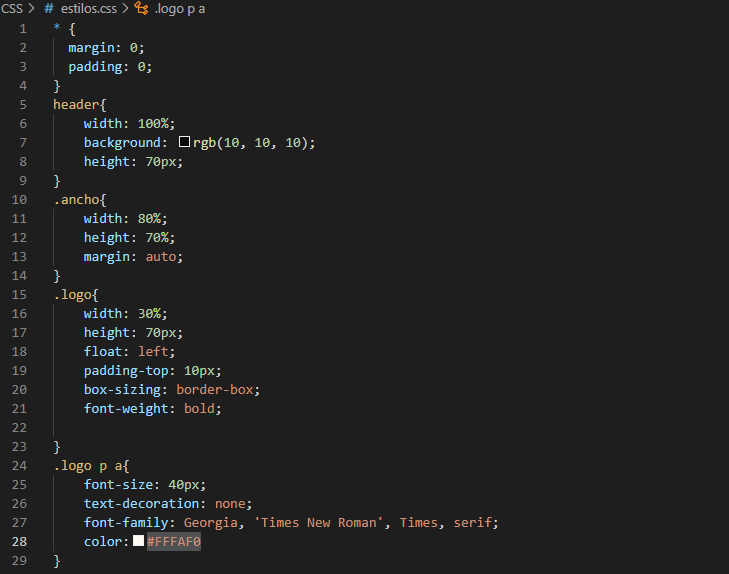 CSS > # estilos.css > .logo p a
1 * {
2 margin: 0;
3 padding: 0;
4 }
5 header{
6 width: 100%;
7 background: rgb(10, 10, 10);
8 height: 70px;
9 }
10 .ancho{
11 width: 80%;
12 height: 70%;
13 margin: auto;
14 }
15 .logo{
16 width: 30%;
17 height: 70px;
18 float: left;
19 padding-top: 10px;
20 box-sizing: border-box;
21 font-weight: bold;
22
23 }
24 .logo p a{
25 font-size: 40px;
26 text-decoration: none;
27 font-family: Georgia, 'Times New Roman', Times, serif;
28 color: #FFFAF0
29 }